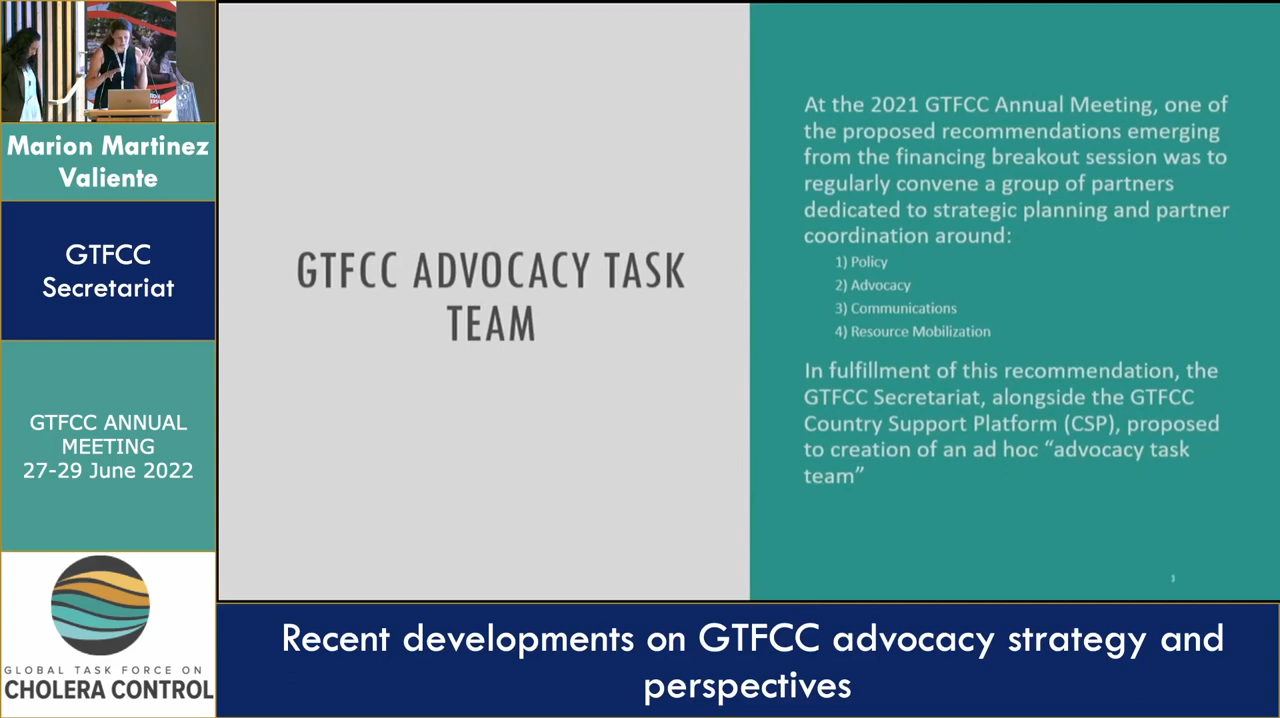 Marion Martinez
Valiente
GTFCC
Secretariat
GTFCC ANNUAL
MEETING
27-29 June 2022
GLOBAL TASK FORCE ON
CHOLERA CONTROL
GTFCC ADVOCACY TASK
TEAM
At the 2021 GTFCC Annual Meeting, one of
the proposed recommendations emerging
from the financing breakout session was to
regularly convene a group of partners
dedicated to strategic planning and partner
coordination around:
1) Policy
2) Advocacy
3) Communications
4) Resource Mobilization
In fulfillment of this recommendation, the
GTFCC Secretariat, alongside the GTFCC
Country Support Platform (CSP), proposed
to creation of an ad hoc “advocacy task
team”
3
Recent developments on GTFCC advocacy strategy and
perspectives